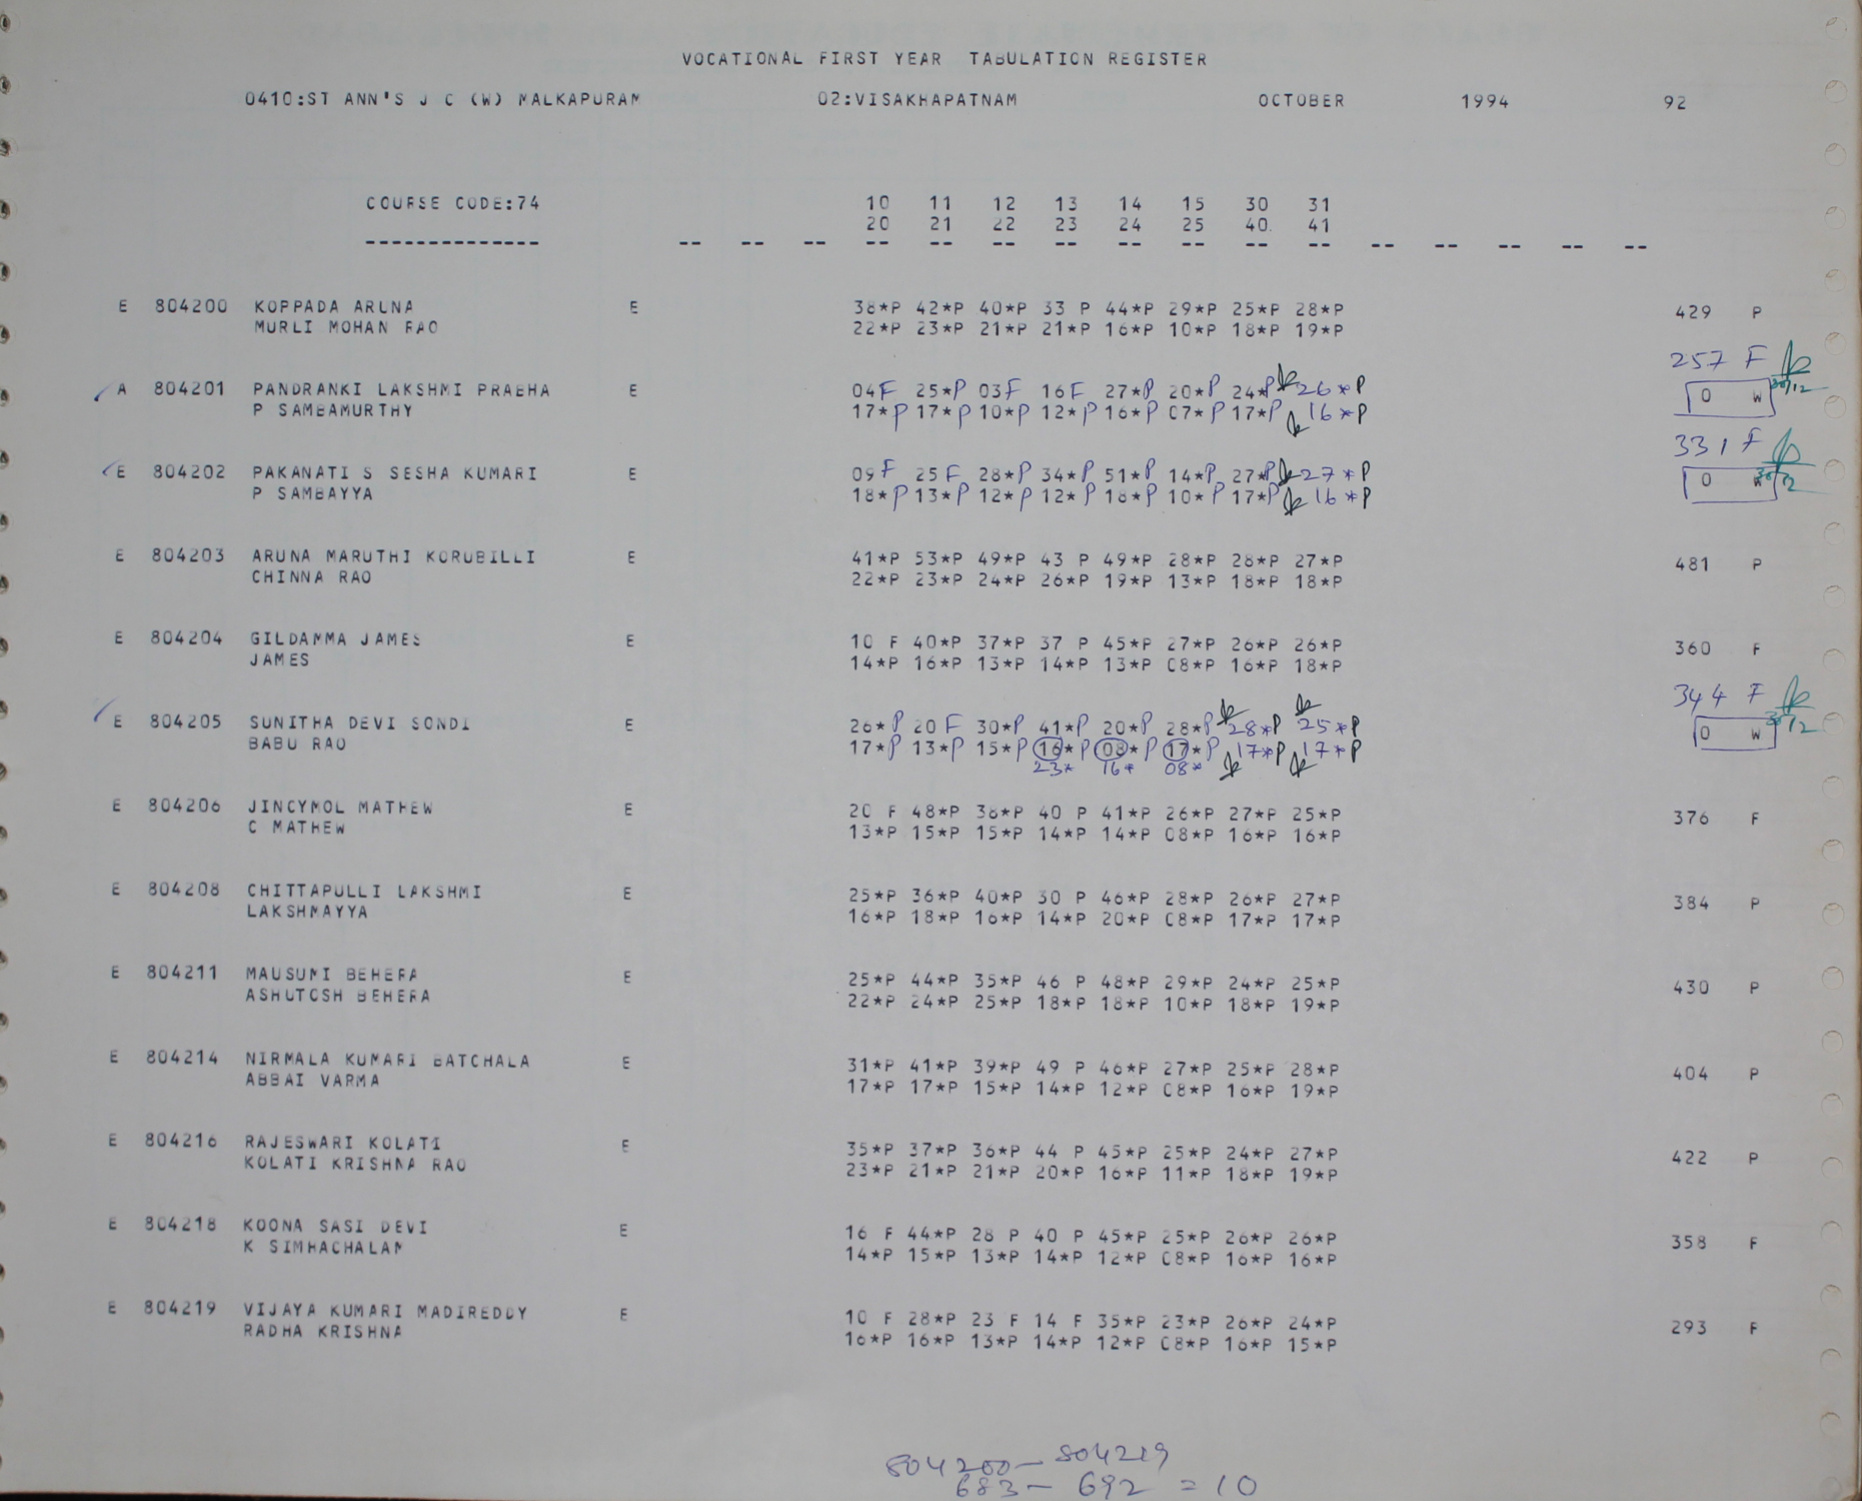 VOCATIONAL FIRST YEAR TABULATION REGISTER
0410:ST ANN'S J C (W) MALKAPURAM 02:VISAKHAPATNAM OCTOBER 1994 92
COURSE CODE:74 10 11 12 13 14 15 30 31
20 21 22 23 24 25 40. 41
-------------- -- -- -- -- -- -- -- -- -- -- -- -- -- -- -- --
E 804200 KOPPADA ARUNA E 38*P 42*P 40*P 33 P 44*P 29*P 25*P 28*P 429 P
MURLI MOHAN RAO 22*P 23*P 21*P 21*P 16*P 10*P 18*P 19*P
257 F
A 804201 PANDRANKI LAKSHMI PRABHA E 04F 25*P 03F 16F 27*P 20*P 24*P 26*P 0 W 30/12
P SAMBAMURTHY 17*P 17*P 10*P 12*P 16*P 07*P 17*P 16*P
331 F
E 804202 PAKANATI S SESHA KUMARI E 09F 25F 28*P 34*P 51*P 14*P 27*P 27*P 0 W
P SAMBAYYA 18*P 13*P 12*P 12*P 18*P 10*P 17*P 16*P
E 804203 ARUNA MARUTHI KORUBILLI E 41*P 53*P 49*P 43 P 49*P 28*P 28*P 27*P 481 P
CHINNA RAO 22*P 23*P 24*P 26*P 19*P 13*P 18*P 18*P
E 804204 GILDAMMA JAMES E 10 F 40*P 37*P 37 P 45*P 27*P 26*P 26*P 360 F
JAMES 14*P 16*P 13*P 14*P 13*P 08*P 16*P 18*P
344 F
E 804205 SUNITHA DEVI SONDI E 26*P 20F 30*P 41*P 20*P 28*P 28*P 25*P 0 W
BABU RAO 17*P 13*P 15*P 16*P 08*P 17*P 17*P 17*P
23* 16* 08*
E 804206 JINCYMOL MATHEW E 20 F 48*P 38*P 40 P 41*P 26*P 27*P 25*P 376 F
C MATHEW 13*P 15*P 15*P 14*P 14*P 08*P 16*P 16*P
E 804208 CHITTAPULLI LAKSHMI E 25*P 36*P 40*P 30 P 46*P 28*P 26*P 27*P 384 P
LAKSHMAYYA 16*P 18*P 16*P 14*P 20*P 08*P 17*P 17*P
E 804211 MAUSUMI BEHERA E 25*P 44*P 35*P 46 P 48*P 29*P 24*P 25*P 430 P
ASHUTOSH BEHERA 22*P 24*P 25*P 18*P 18*P 10*P 18*P 19*P
E 804214 NIRMALA KUMARI BATCHALA E 31*P 41*P 39*P 49 P 46*P 27*P 25*P 28*P 404 P
ABBAI VARMA 17*P 17*P 15*P 14*P 12*P 08*P 16*P 19*P
E 804216 RAJESWARI KOLATI E 35*P 37*P 36*P 44 P 45*P 25*P 24*P 27*P 422 P
KOLATI KRISHNA RAO 23*P 21*P 21*P 20*P 16*P 11*P 18*P 19*P
E 804218 KOONA SASI DEVI E 16 F 44*P 28 P 40 P 45*P 25*P 26*P 26*P 358 F
K SIMHACHALAM 14*P 15*P 13*P 14*P 12*P 08*P 16*P 16*P
E 804219 VIJAYA KUMARI MADIREDDY E 10 F 28*P 23 F 14 F 35*P 23*P 26*P 24*P 293 F
RADHA KRISHNA 16*P 16*P 13*P 14*P 12*P 08*P 16*P 15*P
804200 - 804219
683 - 692 = 10